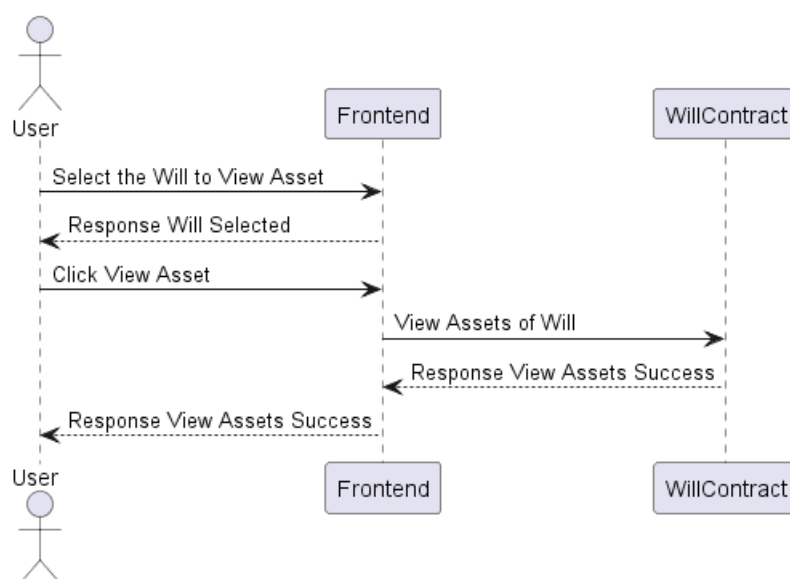 User
Frontend
WillContract
Select the Will to View Asset
Response Will Selected
Click View Asset
View Assets of Will
Response View Assets Success
Response View Assets Success
User
Frontend
WillContract